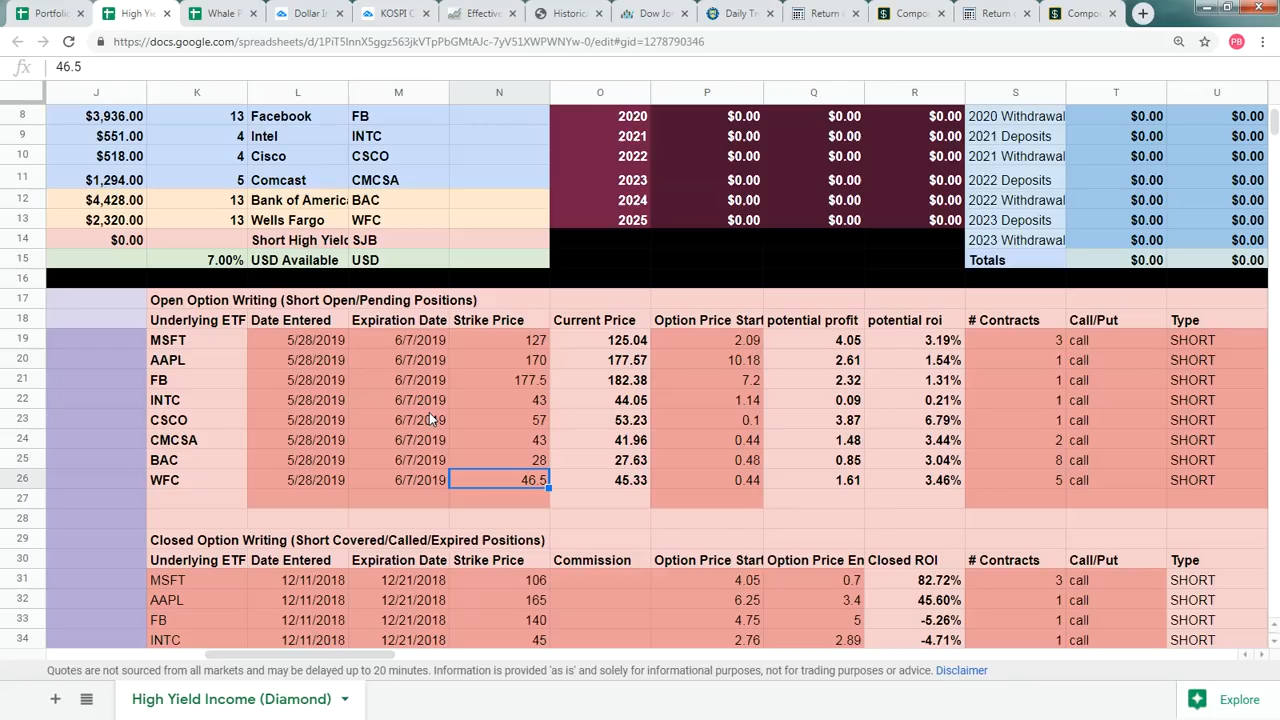 Portfolio
High Yie
Whale P
Dollar In
KOSPI C
Effective
Historica
Dow Jo
Daily Tr
Return o
Compo
Return o
Compo
https://docs.google.com/spreadsheets/d/1PiT5InnX5ggz563jkVTpPbGMtAJc-7yV51XWPWNYw-0/edit#gid=1278790346 PB
fx 46.5
J K L M N O P Q R S T U
8 $3,936.00 13 Facebook FB 2020 $0.00 $0.00 $0.00 2020 Withdrawal $0.00 $0.00
9 $551.00 4 Intel INTC 2021 $0.00 $0.00 $0.00 2021 Deposits $0.00 $0.00
10 $518.00 4 Cisco CSCO 2022 $0.00 $0.00 $0.00 2021 Withdrawal $0.00 $0.00
11 $1,294.00 5 Comcast CMCSA 2023 $0.00 $0.00 $0.00 2022 Deposits $0.00 $0.00
12 $4,428.00 13 Bank of America BAC 2024 $0.00 $0.00 $0.00 2022 Withdrawal $0.00 $0.00
13 $2,320.00 13 Wells Fargo WFC 2025 $0.00 $0.00 $0.00 2023 Deposits $0.00 $0.00
14 $0.00 Short High Yield SJB 2023 Withdrawal $0.00 $0.00
15 7.00% USD Available USD Totals $0.00 $0.00
16
17 Open Option Writing (Short Open/Pending Positions)
18 Underlying ETF Date Entered Expiration Date Strike Price Current Price Option Price Start potential profit potential roi # Contracts Call/Put Type
19 MSFT 5/28/2019 6/7/2019 127 125.04 2.09 4.05 3.19% 3 call SHORT
20 AAPL 5/28/2019 6/7/2019 170 177.57 10.18 2.61 1.54% 1 call SHORT
21 FB 5/28/2019 6/7/2019 177.5 182.38 7.2 2.32 1.31% 1 call SHORT
22 INTC 5/28/2019 6/7/2019 43 44.05 1.14 0.09 0.21% 1 call SHORT
23 CSCO 5/28/2019 6/7/2019 57 53.23 0.1 3.87 6.79% 1 call SHORT
24 CMCSA 5/28/2019 6/7/2019 43 41.96 0.44 1.48 3.44% 2 call SHORT
25 BAC 5/28/2019 6/7/2019 28 27.63 0.48 0.85 3.04% 8 call SHORT
26 WFC 5/28/2019 6/7/2019 46.5 45.33 0.44 1.61 3.46% 5 call SHORT
27
28
29 Closed Option Writing (Short Covered/Called/Expired Positions)
30 Underlying ETF Date Entered Expiration Date Strike Price Commission Option Price Start Option Price En Closed ROI # Contracts Call/Put Type
31 MSFT 12/11/2018 12/21/2018 106 4.05 0.7 82.72% 3 call SHORT
32 AAPL 12/11/2018 12/21/2018 165 6.25 3.4 45.60% 1 call SHORT
33 FB 12/11/2018 12/21/2018 140 4.75 5 -5.26% 1 call SHORT
34 INTC 12/11/2018 12/21/2018 45 2.76 2.89 -4.71% 1 call SHORT
Quotes are not sourced from all markets and may be delayed up to 20 minutes. Information is provided 'as is' and solely for informational purposes, not for trading purposes or advice. Disclaimer
High Yield Income (Diamond)
Explore